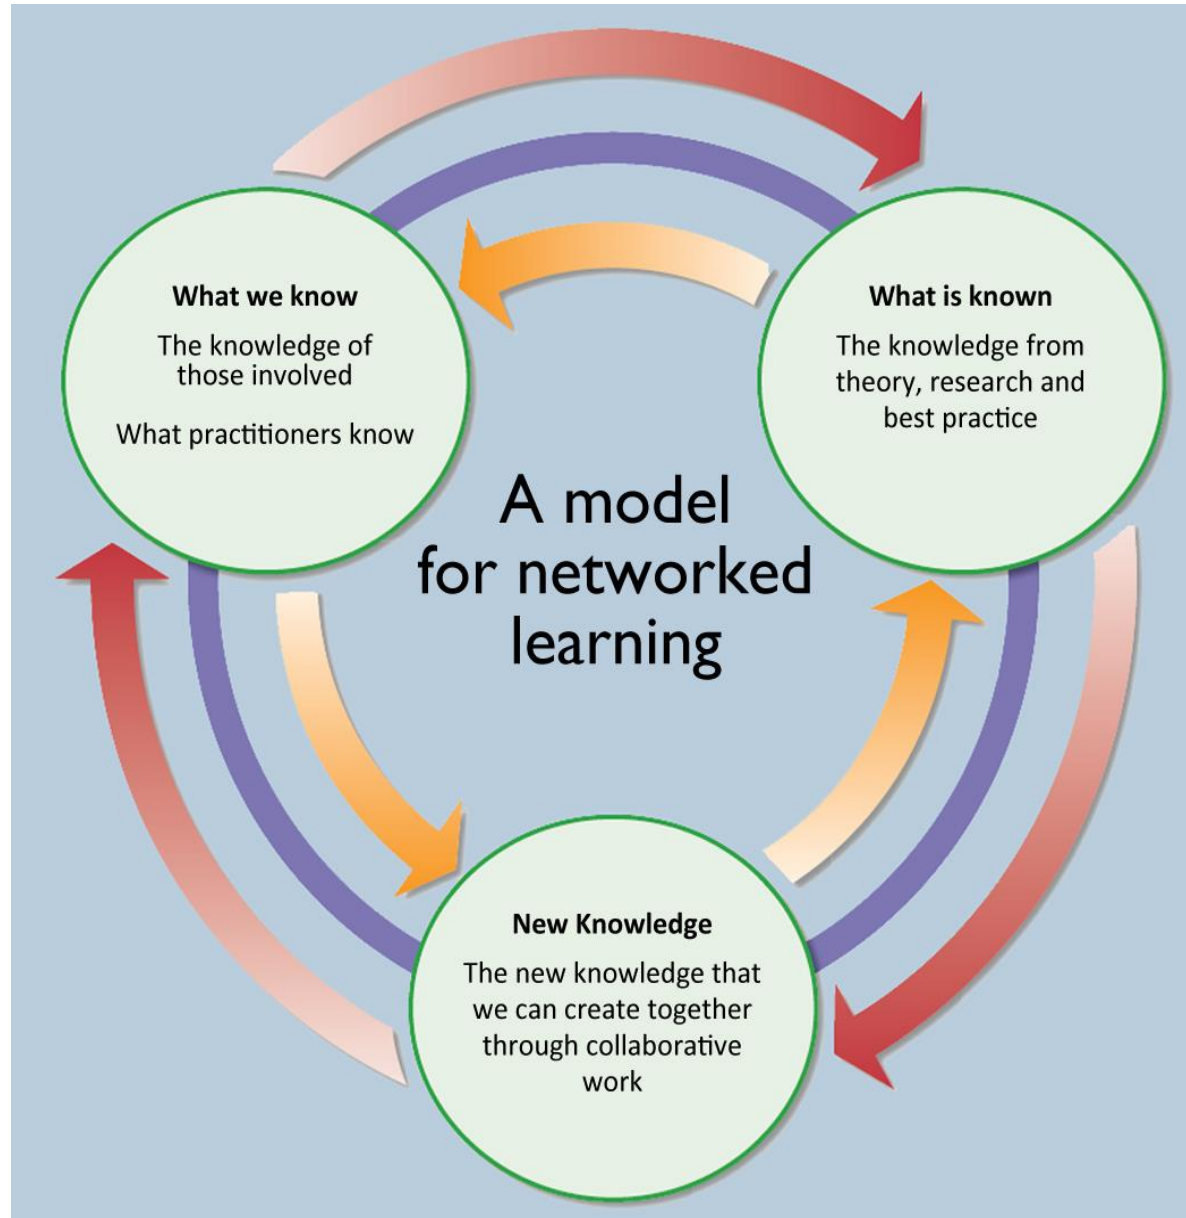 What we know
The knowledge of
those involved
What practitioners know
What is known
The knowledge from
theory, research and
best practice
A model
for networked
learning
New Knowledge
The new knowledge that
we can create together
through collaborative
work